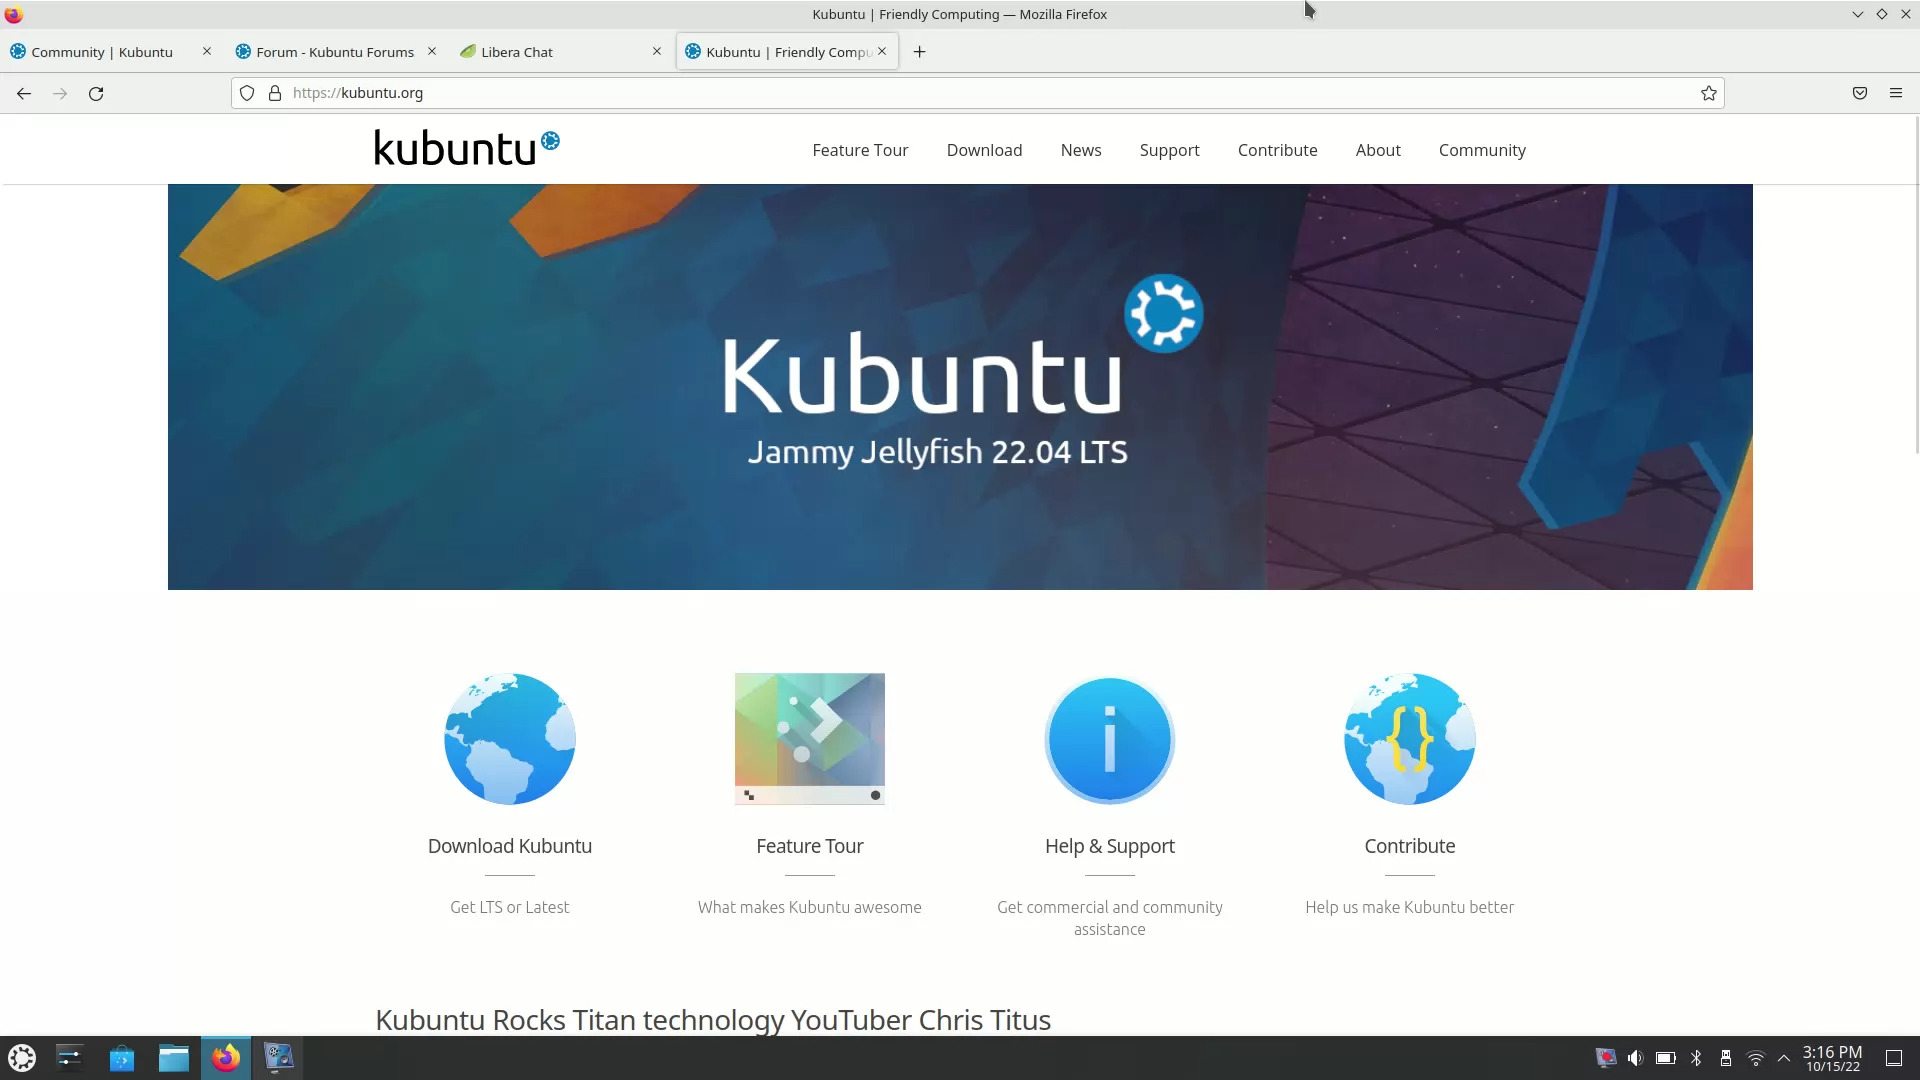 Kubuntu | Friendly Computing — Mozilla Firefox
Community | Kubuntu
Forum - Kubuntu Forums
Libera Chat
Kubuntu | Friendly Compu
https://kubuntu.org
kubuntu
Feature Tour
Download
News
Support
Contribute
About
Community
Kubuntu
Jammy Jellyfish 22.04 LTS
Download Kubuntu
Get LTS or Latest
Feature Tour
What makes Kubuntu awesome
Help & Support
Get commercial and community
assistance
Contribute
Help us make Kubuntu better
Kubuntu Rocks Titan technology YouTuber Chris Titus
3:16 PM
10/15/22